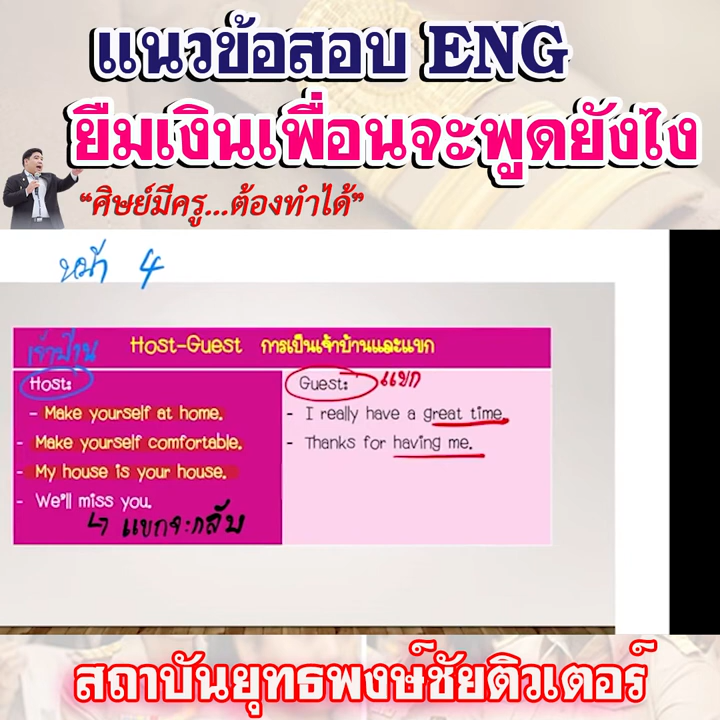 แนวข้อสอบ ENG
ยืมเงินเพื่อนจะพูดยังไง
“ศิษย์มีครู...ต้องทำได้”
หน้า 4
เจ้าบ้าน Host-Guest การเป็นเจ้าบ้านและแขก
Host:
- Make yourself at home.
- Make yourself comfortable.
- My house is your house.
- We'll miss you.
↳ แขกจะกลับ
Guest: แขก
- I really have a great time.
- Thanks for having me.
สถาบันยุทธพงษ์ชัยติวเตอร์